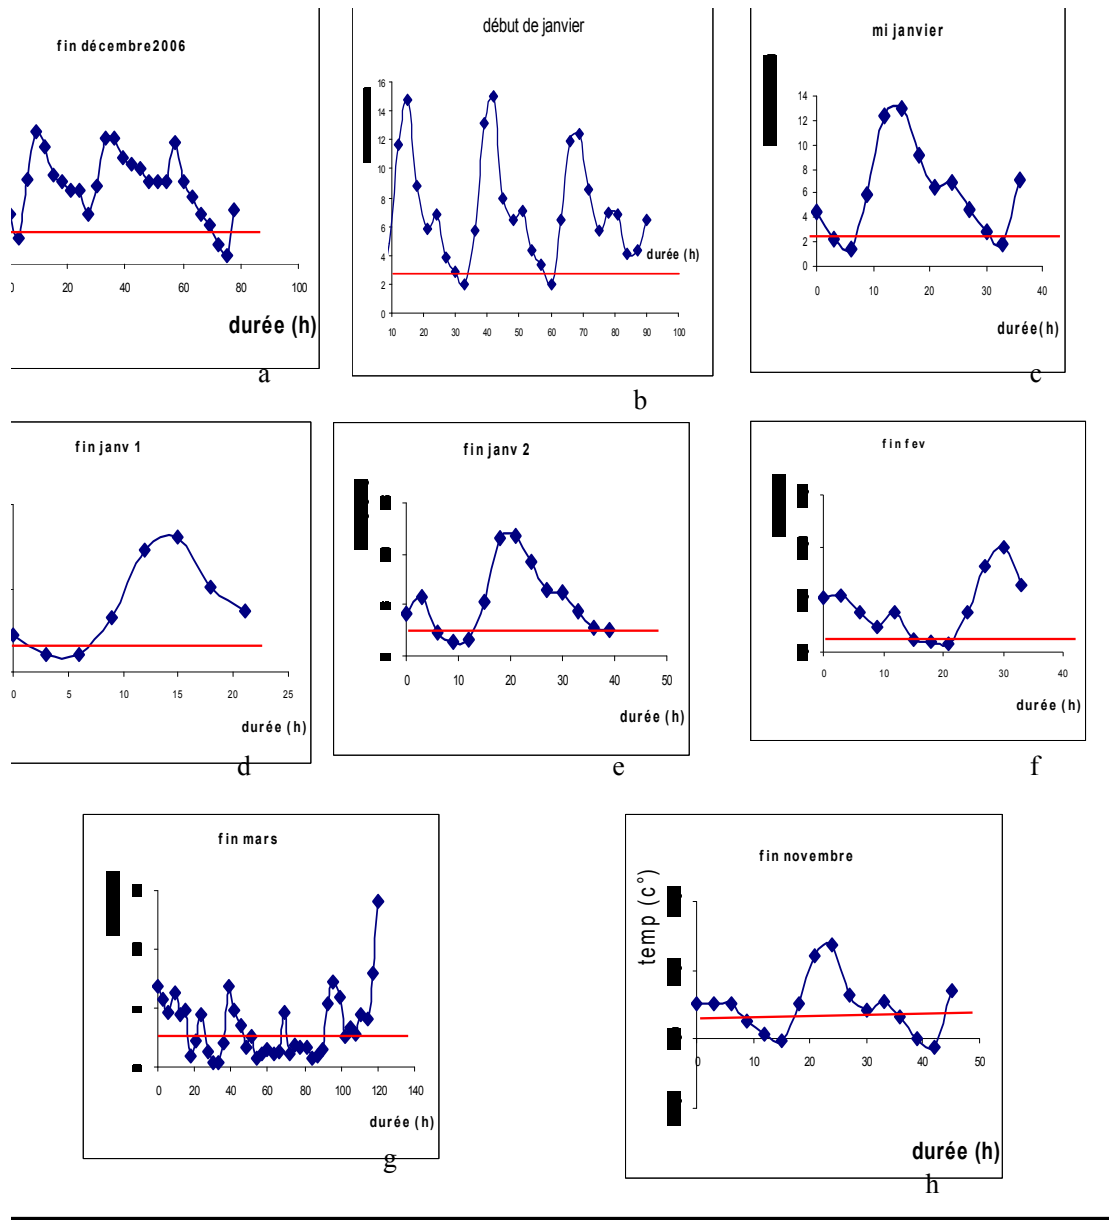 fin décembre2006
0 20 40 60 80 100
durée (h)
a
début de janvier
16
14
12
10
8
6
4
2
0
durée (h)
10 20 30 40 50 60 70 80 90 100
b
mi janvier
14
12
10
8
6
4
2
0
0 10 20 30 40
durée(h)
c
fin janv 1
0 5 10 15 20 25
durée (h)
d
fin janv 2
0 10 20 30 40 50
durée (h)
e
fin fev
0 20 40
durée (h)
f
fin mars
0 20 40 60 80 100 120 140
durée (h)
g
fin novembre
temp (c°)
0 10 20 30 40 50
durée (h)
h